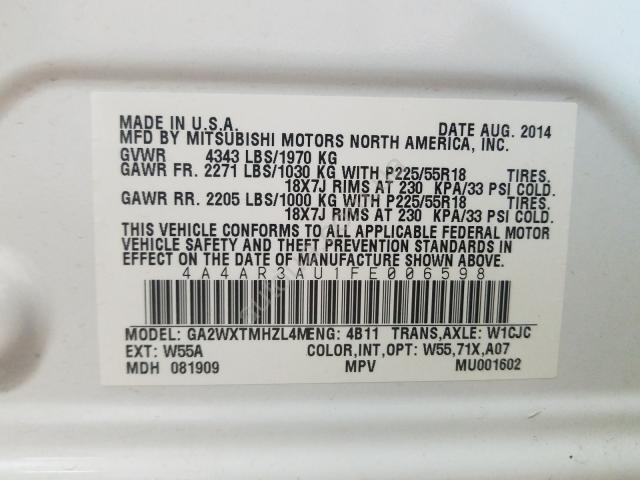 MADE IN U.S.A. DATE AUG. 2014
MFD BY MITSUBISHI MOTORS NORTH AMERICA, INC.
GVWR 4343 LBS/1970 KG
GAWR FR. 2271 LBS/1030 KG WITH P225/55R18 TIRES.
18X7J RIMS AT 230 KPA/33 PSI COLD.
GAWR RR. 2205 LBS/1000 KG WITH P225/55R18 TIRES.
18X7J RIMS AT 230 KPA/33 PSI COLD.
THIS VEHICLE CONFORMS TO ALL APPLICABLE FEDERAL MOTOR
VEHICLE SAFETY AND THEFT PREVENTION STANDARDS IN
EFFECT ON THE DATE OF MANUFACTURE SHOWN ABOVE.
4A4AR3AU1FE006598
MODEL: GA2WXTMHZL4M ENG: 4B11 TRANS,AXLE: W1CJC
EXT: W55A COLOR,INT,OPT: W55,71X,A07
MDH 081909 MPV MU001602